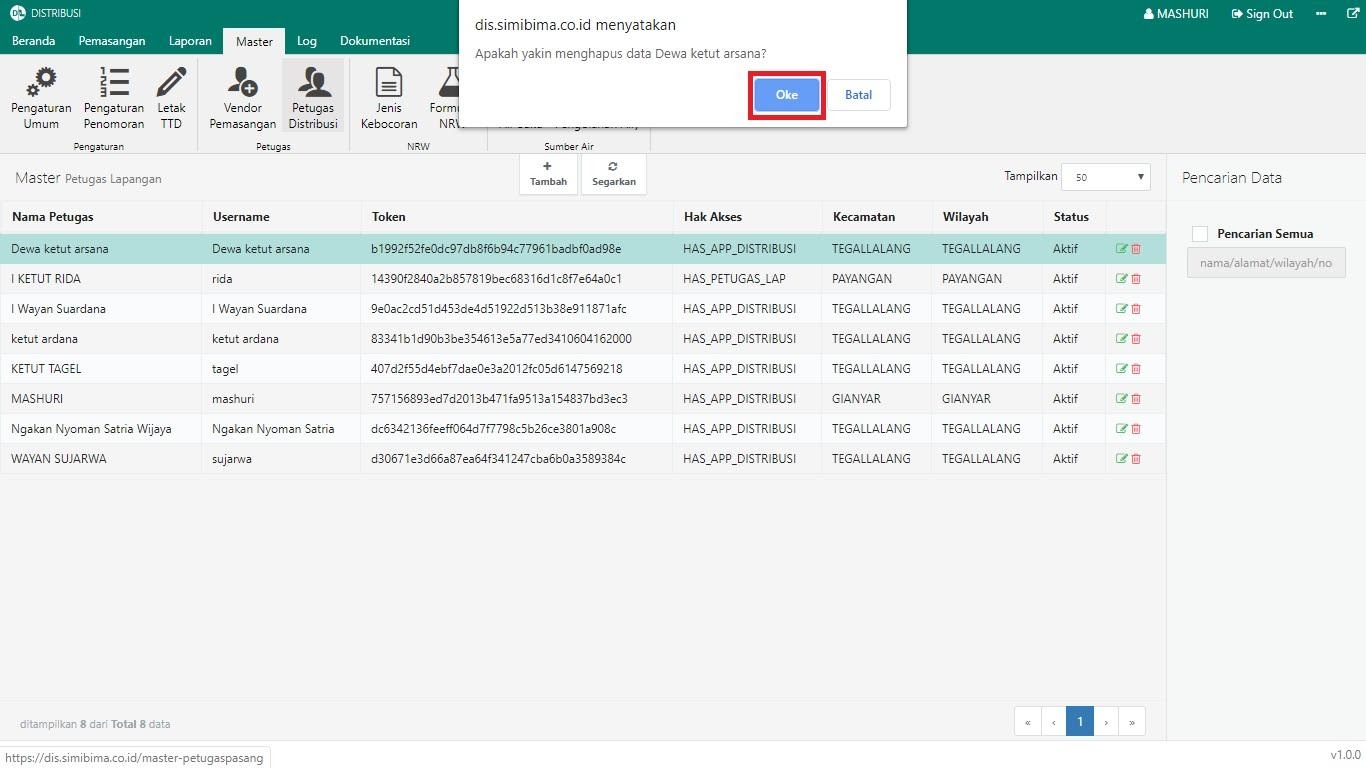 DISTRIBUSI
MASHURI
Sign Out
Beranda Pemasangan Laporan Master Log Dokumentasi
dis.simibima.co.id menyatakan
Apakah yakin menghapus data Dewa ketut arsana?
Oke Batal
Pengaturan Umum
Pengaturan Penomoran
Letak TTD
Pengaturan
Vendor Pemasangan
Petugas Distribusi
Petugas
Jenis Kebocoran
NRW
Sumber Air
Master Petugas Lapangan
Tambah
Segarkan
Tampilkan 50
Pencarian Data
Pencarian Semua
nama/alamat/wilayah/no
Nama Petugas Username Token Hak Akses Kecamatan Wilayah Status
Dewa ketut arsana Dewa ketut arsana b1992f52fe0dc97db8f6b94c77961badbf0ad98e HAS_APP_DISTRIBUSI TEGALLALANG TEGALLALANG Aktif
I KETUT RIDA rida 14390f2840a2b857819bec68316d1c8f7e64a0c1 HAS_PETUGAS_LAP PAYANGAN PAYANGAN Aktif
I Wayan Suardana I Wayan Suardana 9e0ac2cd51d453de4d51922d513b38e911871afc HAS_APP_DISTRIBUSI TEGALLALANG TEGALLALANG Aktif
ketut ardana ketut ardana 83341b1d90b3be354613e5a77ed3410604162000 HAS_APP_DISTRIBUSI TEGALLALANG TEGALLALANG Aktif
KETUT TAGEL tagel 407d2f55d4ebf7dae0e3a2012fc05d6147569218 HAS_APP_DISTRIBUSI TEGALLALANG TEGALLALANG Aktif
MASHURI mashuri 757156893ed7d2013b471fa9513a154837bd3ec3 HAS_APP_DISTRIBUSI GIANYAR GIANYAR Aktif
Ngakan Nyoman Satria Wijaya Ngakan Nyoman Satria dc6342136feeff064d7f7798c5b26ce3801a908c HAS_APP_DISTRIBUSI TEGALLALANG TEGALLALANG Aktif
WAYAN SUJARWA sujarwa d30671e3d66a87ea64f341247cba6b0a3589384c HAS_APP_DISTRIBUSI TEGALLALANG TEGALLALANG Aktif
ditampilkan 8 dari Total 8 data
« ‹ 1 › »
https://dis.simibima.co.id/master-petugaspasang
v1.0.0